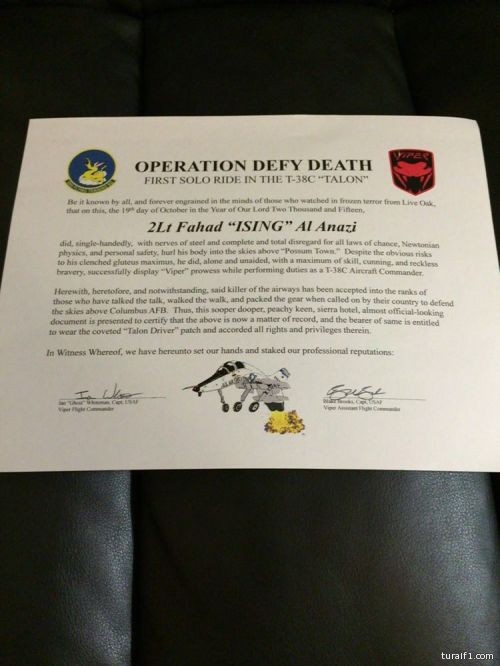 VIPER
OPERATION DEFY DEATH
FIRST SOLO RIDE IN THE T-38C “TALON”
Be it known by all, and forever engrained in the minds of those who watched in frozen terror from Live Oak,
that on this, the 19th day of October in the Year of Our Lord Two Thousand and Fifteen,
2Lt Fahad “ISING” Al Anazi
did, single-handedly, with nerves of steel and complete and total disregard for all laws of chance, Newtonian
physics, and personal safety, hurl his body into the skies above “Possum Town.” Despite the obvious risks
to his clenched gluteus maximus, he did, alone and unaided, with a maximum of skill, cunning, and reckless
bravery, successfully display “Viper” prowess while performing duties as a T-38C Aircraft Commander.
Herewith, heretofore, and notwithstanding, said killer of the airways has been accepted into the ranks of
those who have talked the talk, walked the walk, and packed the gear when called on by their country to defend
the skies above Columbus AFB. Thus, this sooper dooper, peachy keen, sierra hotel, almost official-looking
document is presented to certify that the above is now a matter of record, and the bearer of same is entitled
to wear the coveted “Talon Driver” patch and accorded all rights and privileges therein.
In Witness Whereof, we have hereunto set our hands and staked our professional reputations:
Ian “Ghost” Whiteman, Capt, USAF
Viper Flight Commander
Blake Brooks, Capt, USAF
Viper Assistant Flight Commander
turaif1.com